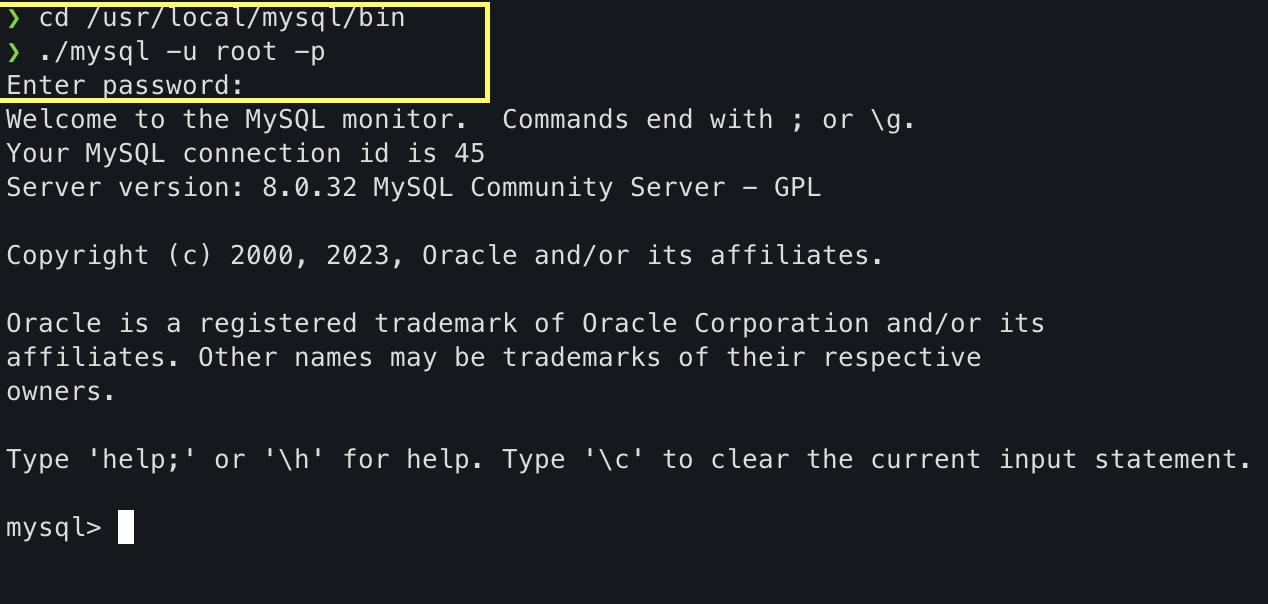 ❯ cd /usr/local/mysql/bin
❯ ./mysql -u root -p
Enter password:
Welcome to the MySQL monitor.  Commands end with ; or \g.
Your MySQL connection id is 45
Server version: 8.0.32 MySQL Community Server - GPL

Copyright (c) 2000, 2023, Oracle and/or its affiliates.

Oracle is a registered trademark of Oracle Corporation and/or its
affiliates. Other names may be trademarks of their respective
owners.

Type 'help;' or '\h' for help. Type '\c' to clear the current input statement.

mysql>